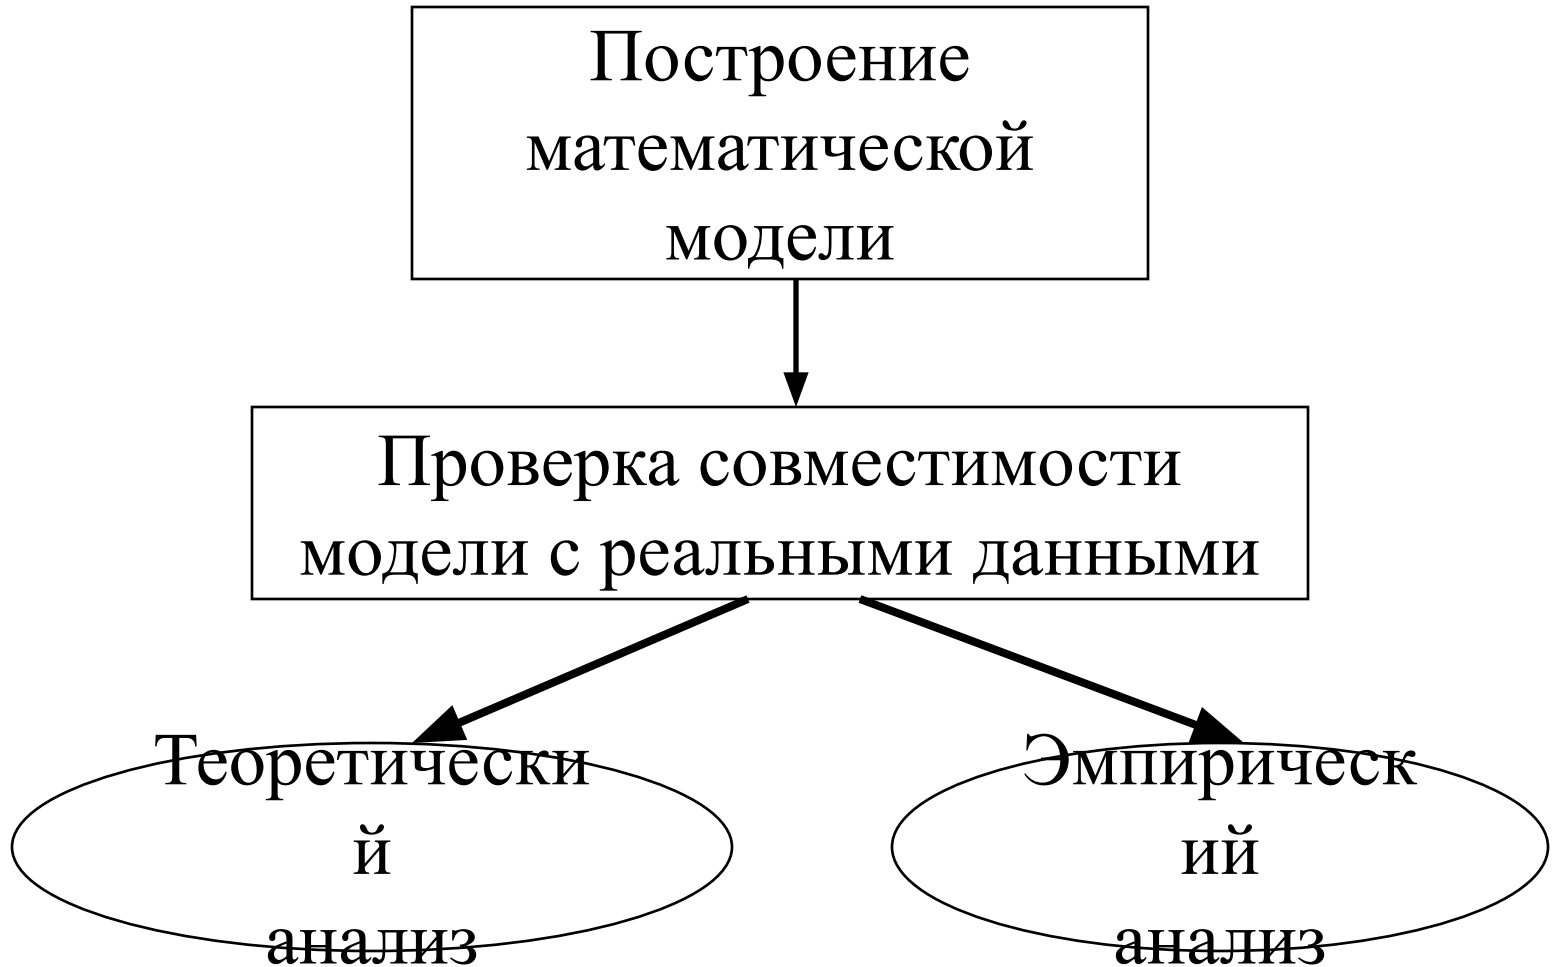 Построение
математической
модели
Проверка совместимости
модели с реальными данными
Теоретически
й
анализ
Эмпирическ
ий
анализ